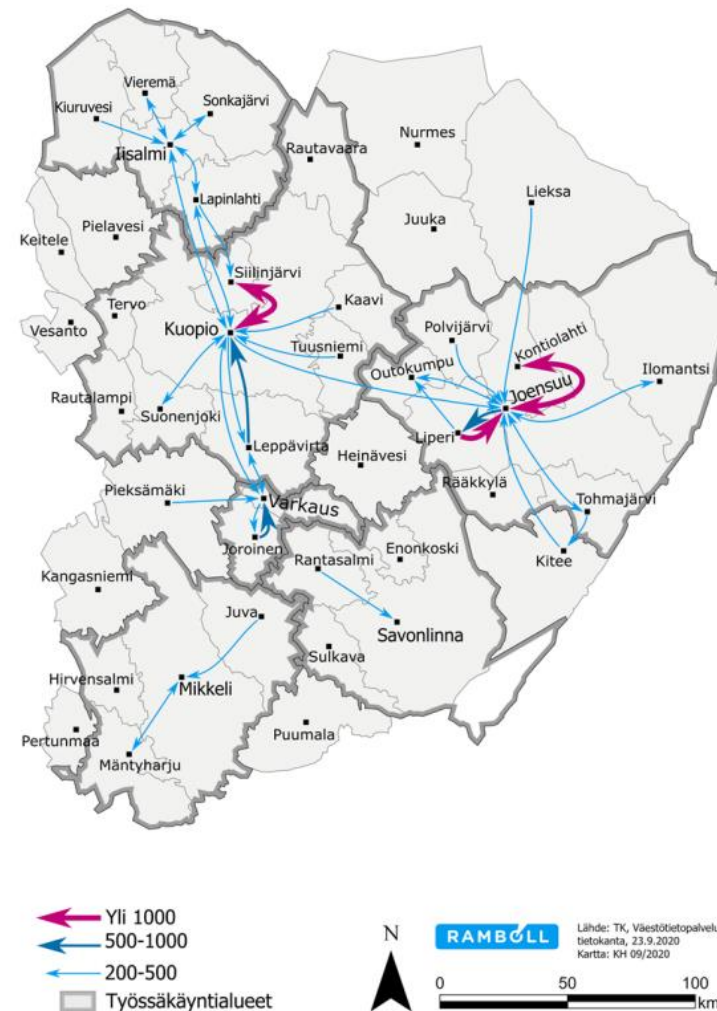 Vieremä
Kiuruvesi
Sonkajärvi
Iisalmi
Rautavaara
Nurmes
Lapinlahti
Lieksa
Pielavesi
Keitele
Juuka
Siilinjärvi
Tervo
Kaavi
Vesanto
Kuopio
Polvijärvi
Tuusniemi
Kontiolahti
Outokumpu
Ilomantsi
Joensuu
Rautalampi
Suonenjoki
Liperi
Leppävirta
Heinävesi
Pieksämäki
Varkaus
Rääkkylä
Tohmajärvi
Joroinen
Enonkoski
Rantasalmi
Kitee
Kangasniemi
Juva
Savonlinna
Sulkava
Hirvensalmi
Mikkeli
Pertunmaa
Puumala
Mäntyharju
Yli 1000
500-1000
200-500
Työssäkäyntialueet
N
RAMBOLL
Lähde: TK, Väestötietopalvelu
tietokanta, 23.9.2020
Kartta: KH 09/2020
0 50 100
km